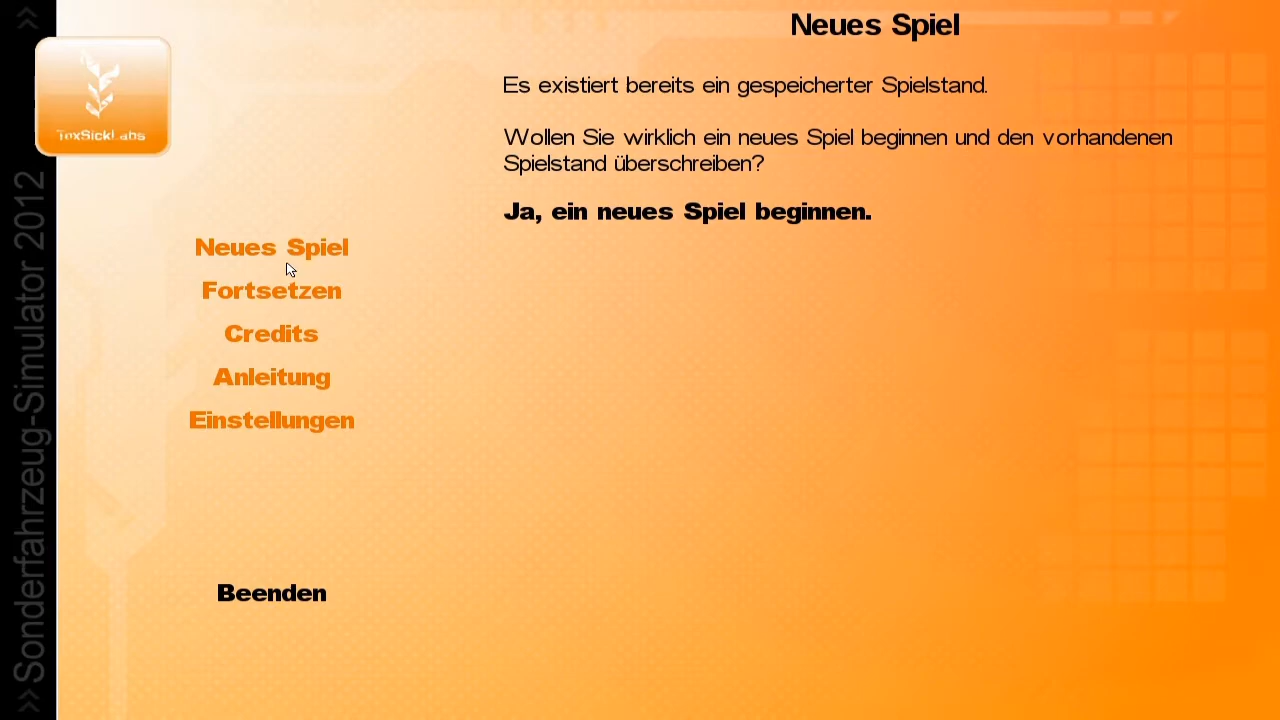 Neues Spiel
Es existiert bereits ein gespeicherter Spielstand.
Wollen Sie wirklich ein neues Spiel beginnen und den vorhandenen
Spielstand überschreiben?
Ja, ein neues Spiel beginnen.
ToxSickLabs
Neues Spiel
Fortsetzen
Credits
Anleitung
Einstellungen
Beenden
>>Sonderfahrzeug-Simulator 2012 >>